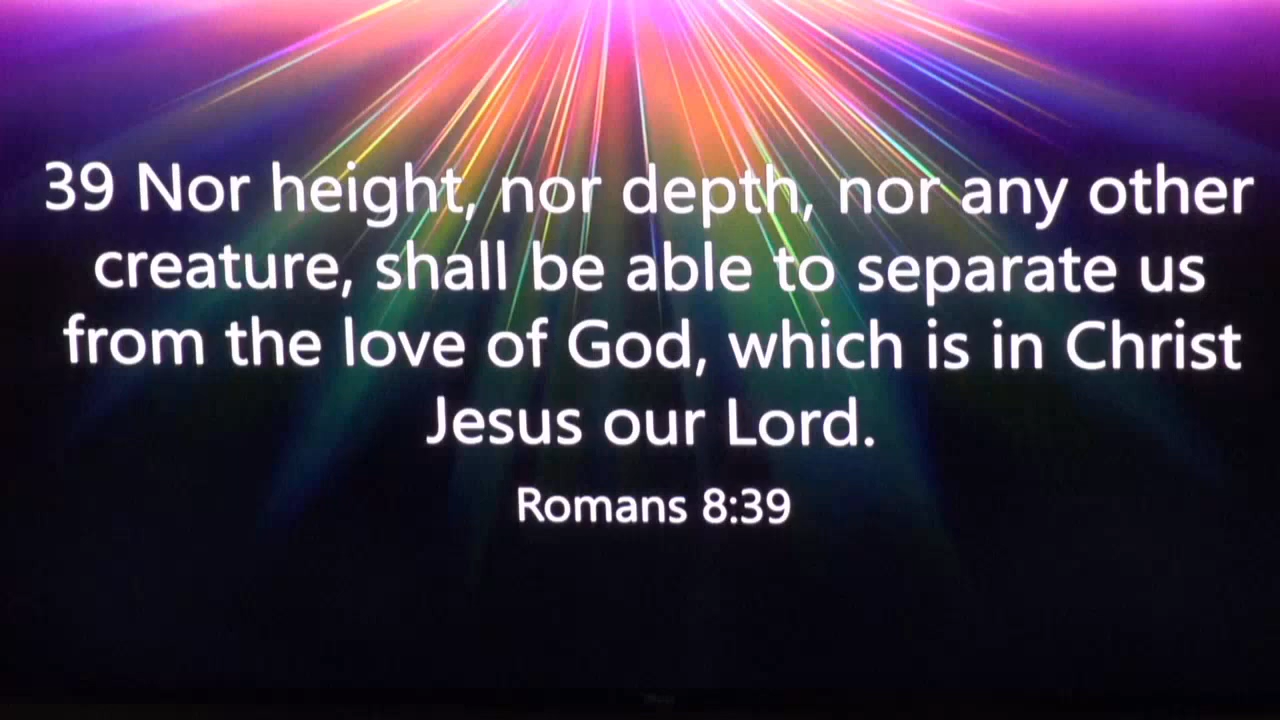 39 Nor height, nor depth, nor any other
creature, shall be able to separate us
from the love of God, which is in Christ
Jesus our Lord.
Romans 8:39